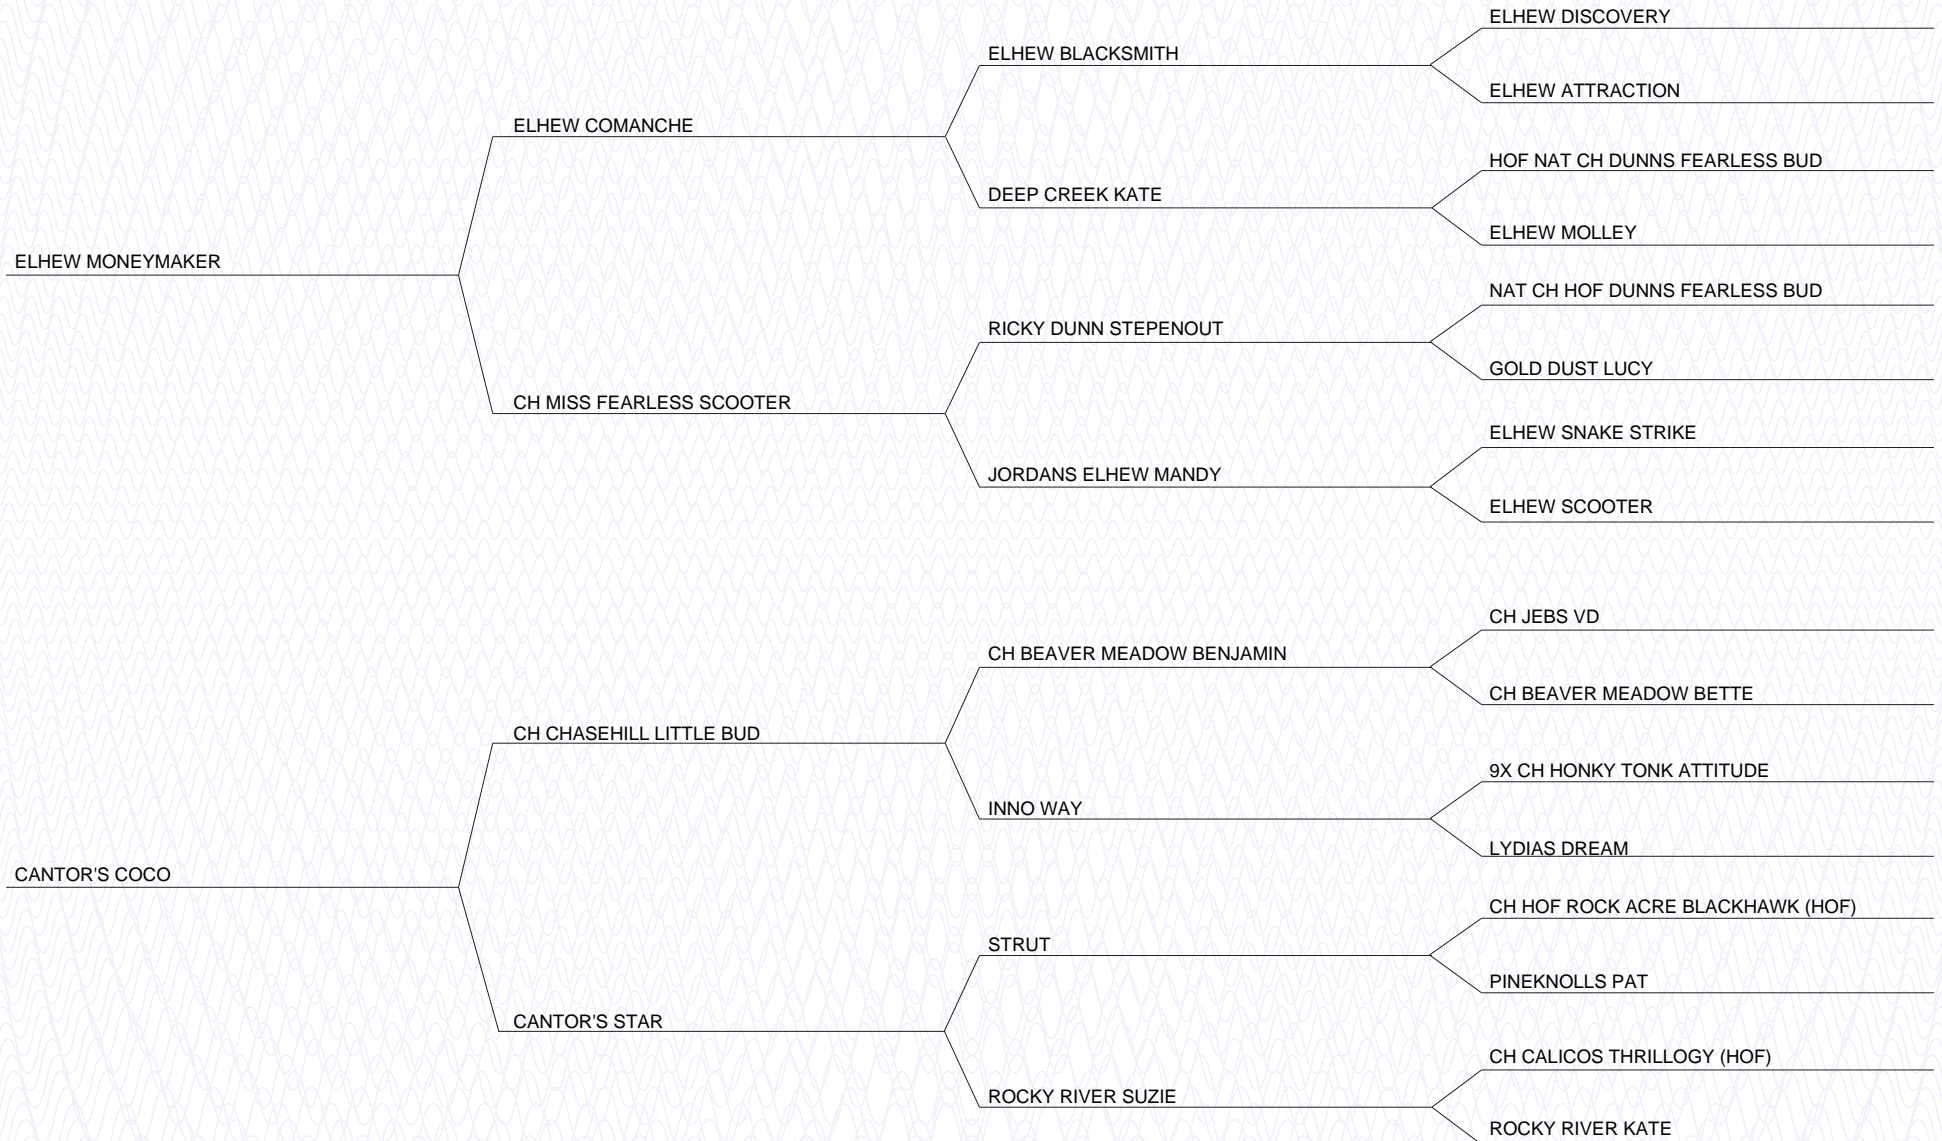 ELHEW DISCOVERY
ELHEW BLACKSMITH
ELHEW ATTRACTION
ELHEW COMANCHE
HOF NAT CH DUNNS FEARLESS BUD
DEEP CREEK KATE
ELHEW MOLLEY
ELHEW MONEYMAKER
NAT CH HOF DUNNS FEARLESS BUD
RICKY DUNN STEPENOUT
GOLD DUST LUCY
CH MISS FEARLESS SCOOTER
ELHEW SNAKE STRIKE
JORDANS ELHEW MANDY
ELHEW SCOOTER
CH JEBS VD
CH BEAVER MEADOW BENJAMIN
CH BEAVER MEADOW BETTE
CH CHASEHILL LITTLE BUD
9X CH HONKY TONK ATTITUDE
INNO WAY
LYDIAS DREAM
CANTOR'S COCO
CH HOF ROCK ACRE BLACKHAWK (HOF)
STRUT
PINEKNOLLS PAT
CANTOR'S STAR
CH CALICOS THRILLOGY (HOF)
ROCKY RIVER SUZIE
ROCKY RIVER KATE